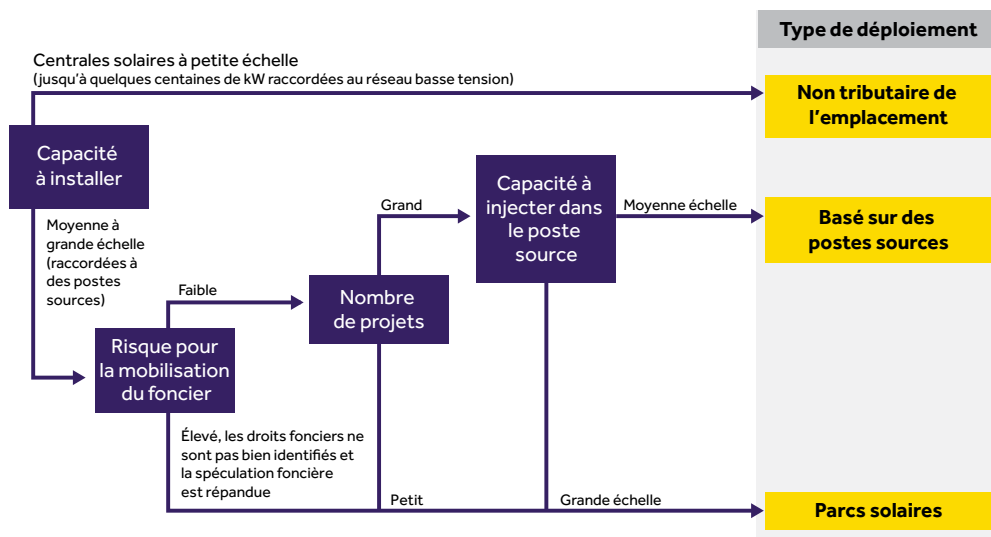 Type de déploiement
Centrales solaires à petite échelle
(jusqu'à quelques centaines de kW raccordées au réseau basse tension)
Non tributaire de
l'emplacement
Capacité
à installer
Capacité à
injecter dans
le poste
source
Grand
Moyenne échelle
Basé sur des
postes sources
Moyenne à
grande échelle
(raccordées à
des postes
sources)
Faible
Nombre
de projets
Risque pour
la mobilisation
du foncier
Élevé, les droits fonciers ne
sont pas bien identifiés et
la spéculation foncière
est répandue
Petit
Grande échelle
Parcs solaires